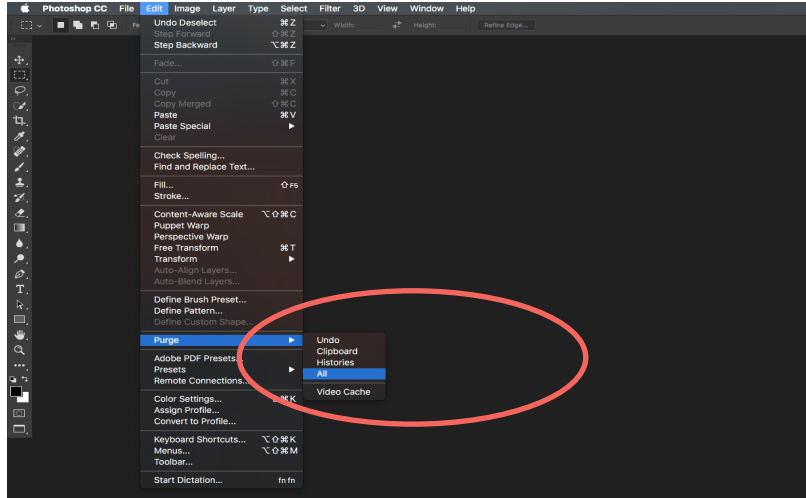 Photoshop CC File Edit Image Layer Type Select Filter 3D View Window Help
Width: Height: Refine Edge...
Undo Deselect ⌘Z
Step Forward ⇧⌘Z
Step Backward ⌥⌘Z
Fade... ⇧⌘F
Cut ⌘X
Copy ⌘C
Copy Merged ⇧⌘C
Paste ⌘V
Paste Special
Clear
Check Spelling...
Find and Replace Text...
Fill... ⇧F5
Stroke...
Content-Aware Scale ⌥⇧⌘C
Puppet Warp
Perspective Warp
Free Transform ⌘T
Transform
Auto-Align Layers...
Auto-Blend Layers...
Define Brush Preset...
Define Pattern...
Define Custom Shape...
Purge
Undo
Clipboard
Histories
All
Video Cache
Adobe PDF Presets...
Presets
Remote Connections...
Color Settings... ⇧⌘K
Assign Profile...
Convert to Profile...
Keyboard Shortcuts... ⌥⇧⌘K
Menus... ⌥⇧⌘M
Toolbar...
Start Dictation... fn fn